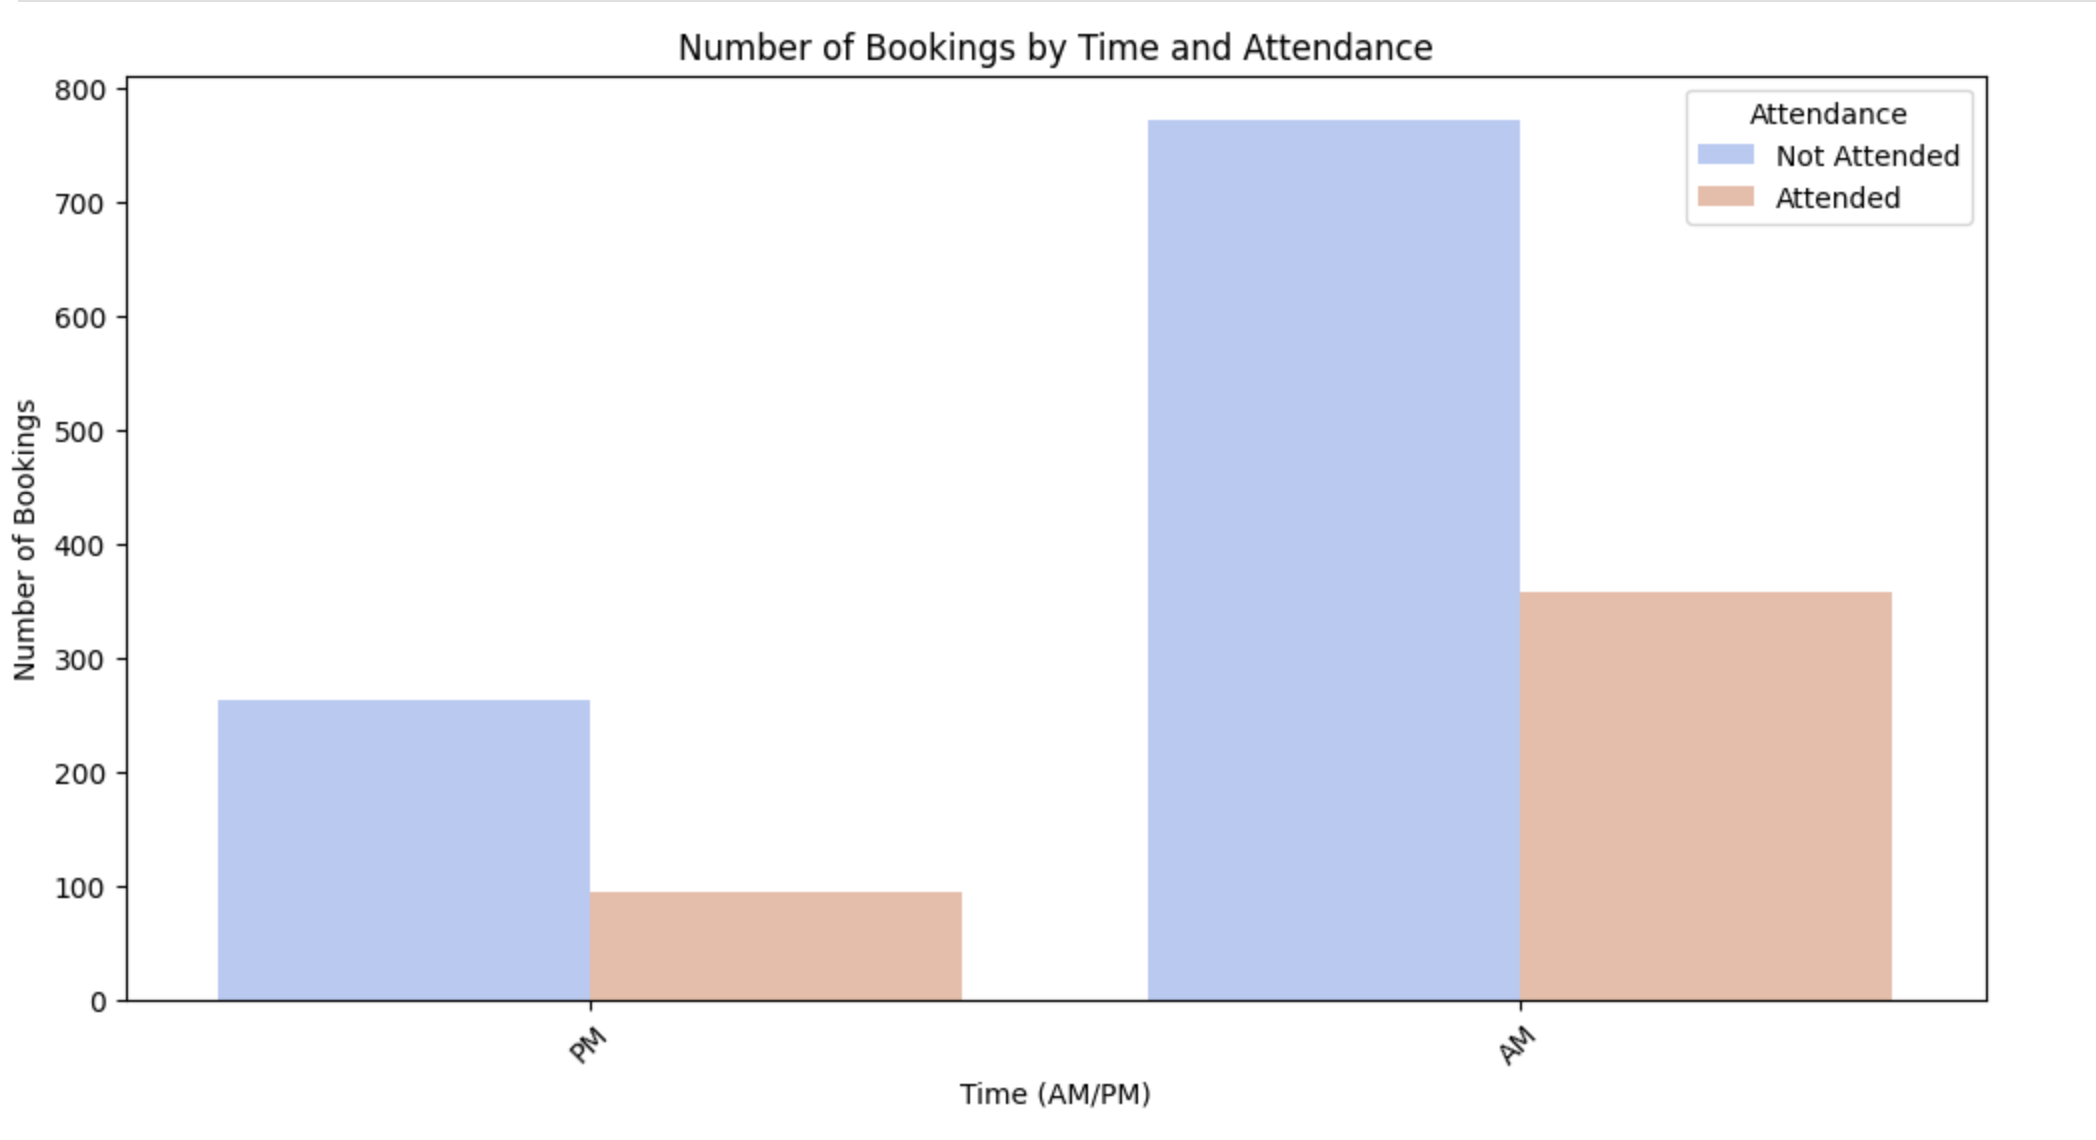 Number of Bookings by Time and Attendance
800
700
600
500
400
300
200
100
0
Number of Bookings
Attendance
Not Attended
Attended
PM
AM
Time (AM/PM)